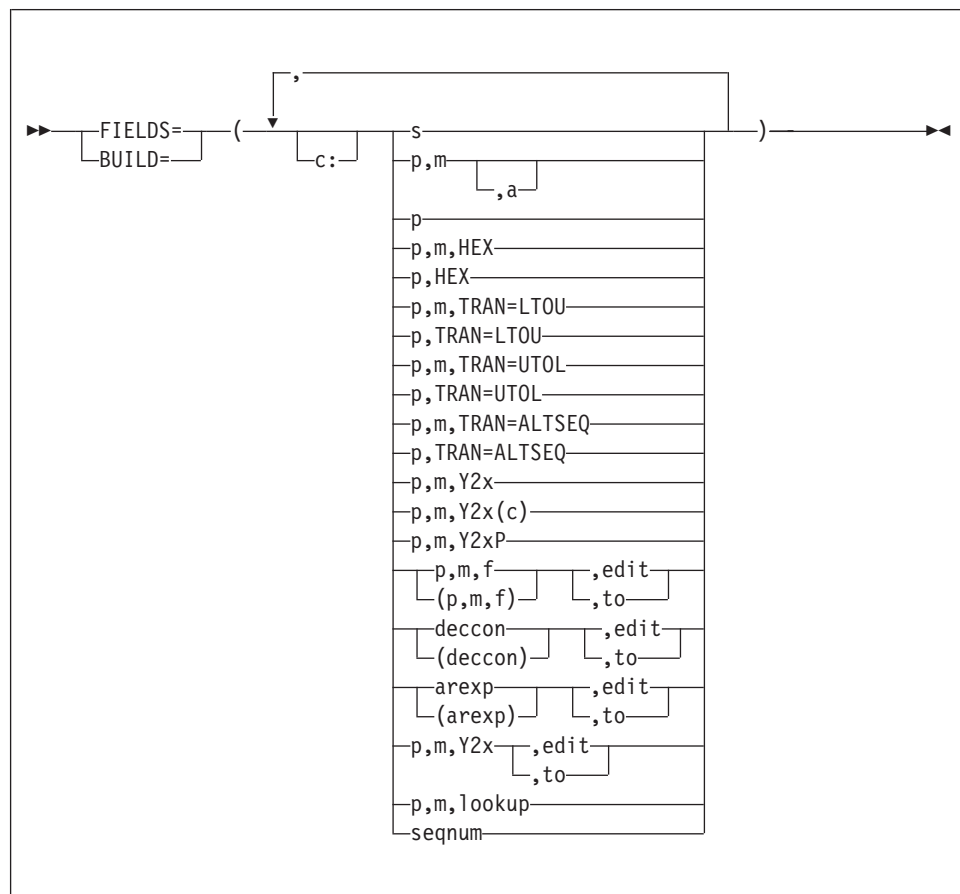 ,
FIELDS= ( s )
BUILD= c: p,m
,a
p
p,m,HEX
p,HEX
p,m,TRAN=LTOU
p,TRAN=LTOU
p,m,TRAN=UTOL
p,TRAN=UTOL
p,m,TRAN=ALTSEQ
p,TRAN=ALTSEQ
p,m,Y2x
p,m,Y2x(c)
p,m,Y2xP
p,m,f ,edit
(p,m,f) ,to
deccon ,edit
(deccon) ,to
arexp ,edit
(arexp) ,to
p,m,Y2x ,edit
,to
p,m,lookup
seqnum